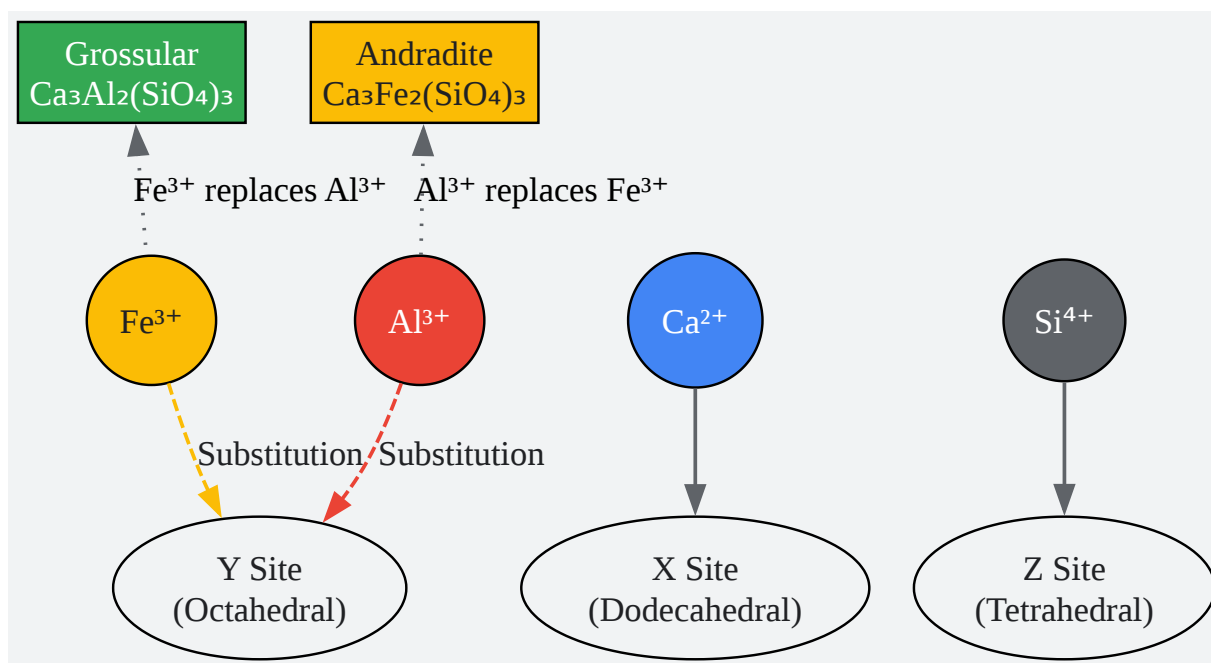 Grossular
Ca₃Al₂(SiO₄)₃
Andradite
Ca₃Fe₂(SiO₄)₃
Fe³⁺ replaces Al³⁺
Al³⁺ replaces Fe³⁺
Fe³⁺
Al³⁺
Ca²⁺
Si⁴⁺
Substitution
Substitution
Y Site
(Octahedral)
X Site
(Dodecahedral)
Z Site
(Tetrahedral)